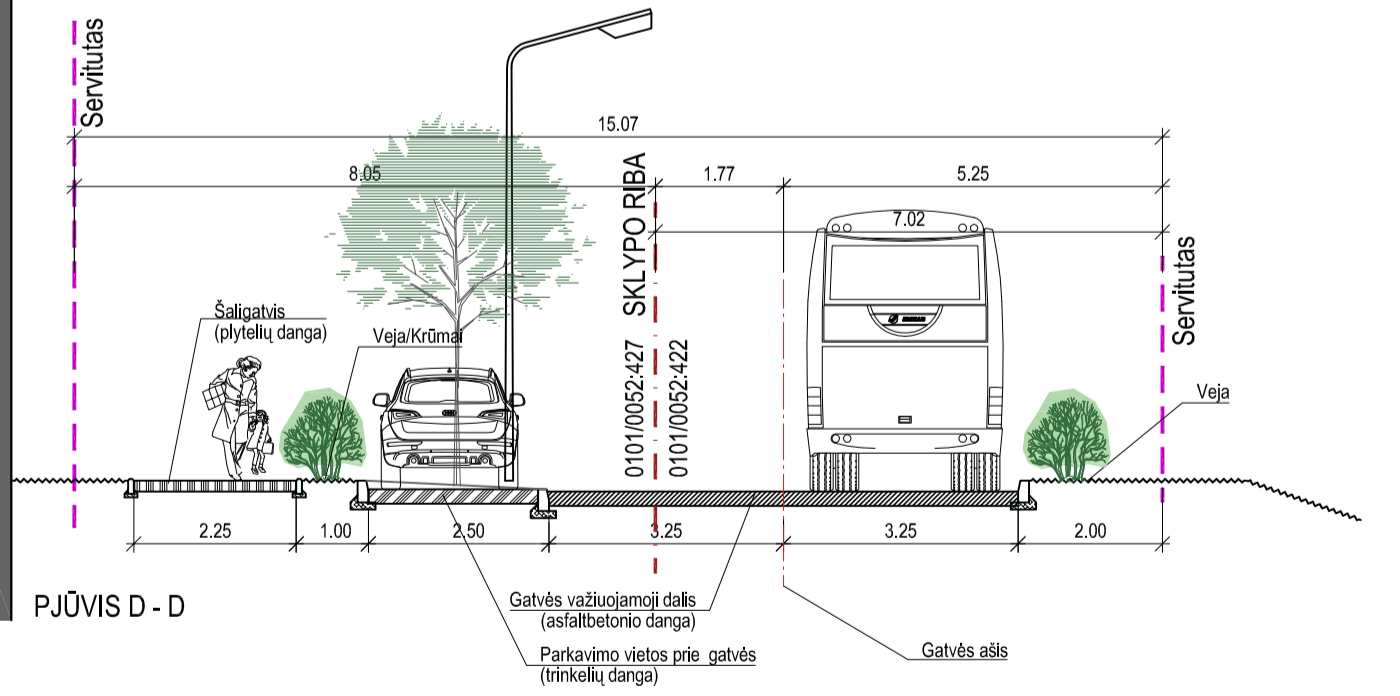 Servitutas
15.07
8.05
1.77
5.25
SKLYPO RIBA
7.02
Servitutas
Šaligatvis
(plytelių danga)
Veja/Krūmai
0101/0052:427
0101/0052:422
Veja
2.25
1.00
2.50
3.25
3.25
2.00
PJŪVIS D - D
Gatvės važiuojamoji dalis
(asfaltbetonio danga)
Parkavimo vietos prie gatvės
(trinkelių danga)
Gatvės ašis